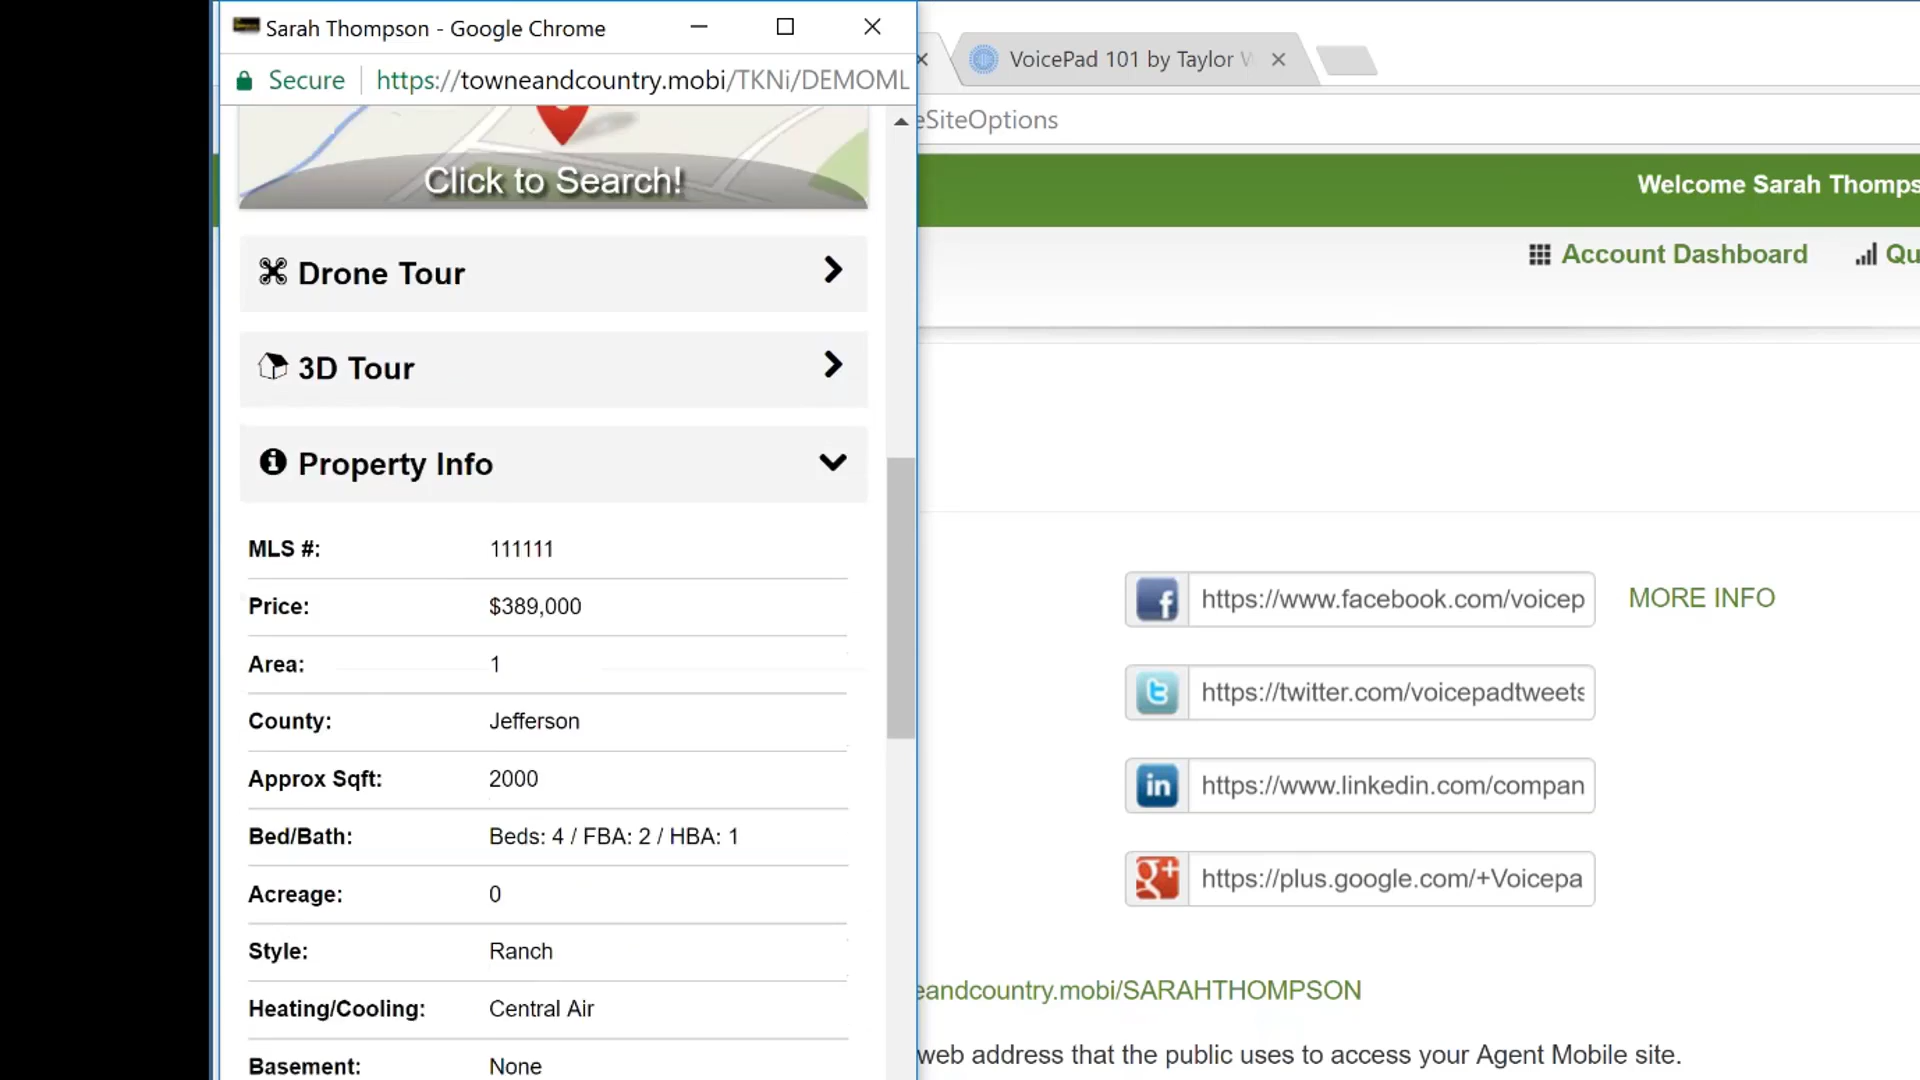 Sarah Thompson - Google Chrome
Secure
https://towneandcountry.mobi/TKNi/DEMOML
Click to Search!
Drone Tour
3D Tour
Property Info
MLS #: 111111
Price: $389,000
Area: 1
County: Jefferson
Approx Sqft: 2000
Bed/Bath: Beds: 4 / FBA: 2 / HBA: 1
Acreage: 0
Style: Ranch
Heating/Cooling: Central Air
Basement: None
VoicePad 101 by Taylor
eSiteOptions
Welcome Sarah Thomps
Account Dashboard
Qu
https://www.facebook.com/voicep
MORE INFO
https://twitter.com/voicepadtweets
https://www.linkedin.com/compan
https://plus.google.com/+Voicepa
eandcountry.mobi/SARAHTHOMPSON
web address that the public uses to access your Agent Mobile site.